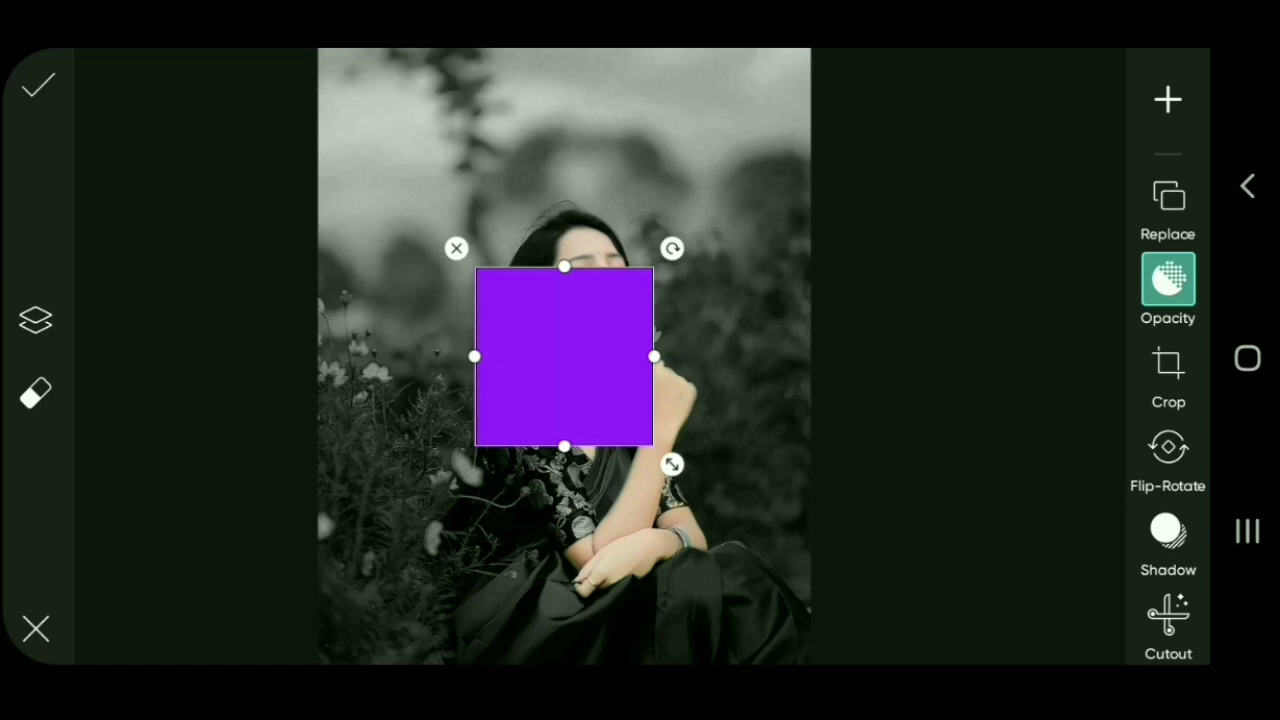 Replace
Opacity
Crop
Flip-Rotate
Shadow
Cutout